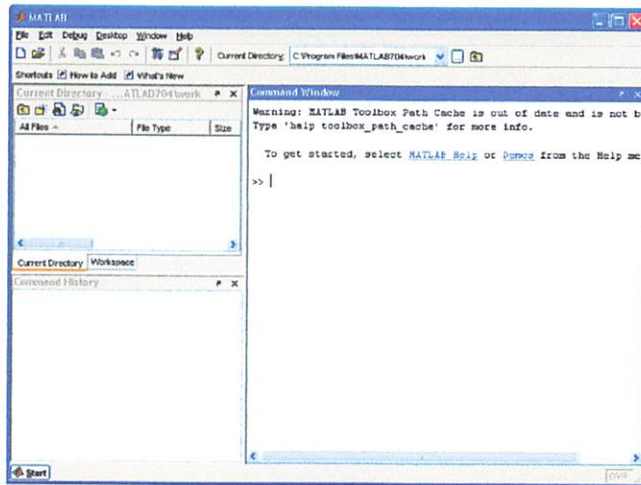 MATLAB
File Edit Debug Desktop Window Help
Current Directory: C:\Program Files\MATLAB704\work
Shortcuts How to Add What's New
Current Directory - ...ATLAB704\work
All Files File Type Size
Current Directory Workspace
Command History
Command Window
Warning: MATLAB Toolbox Path Cache is out of date and is not b
Type 'help toolbox_path_cache' for more info.
To get started, select MATLAB Help or Demos from the Help me
>>
Start
OVR